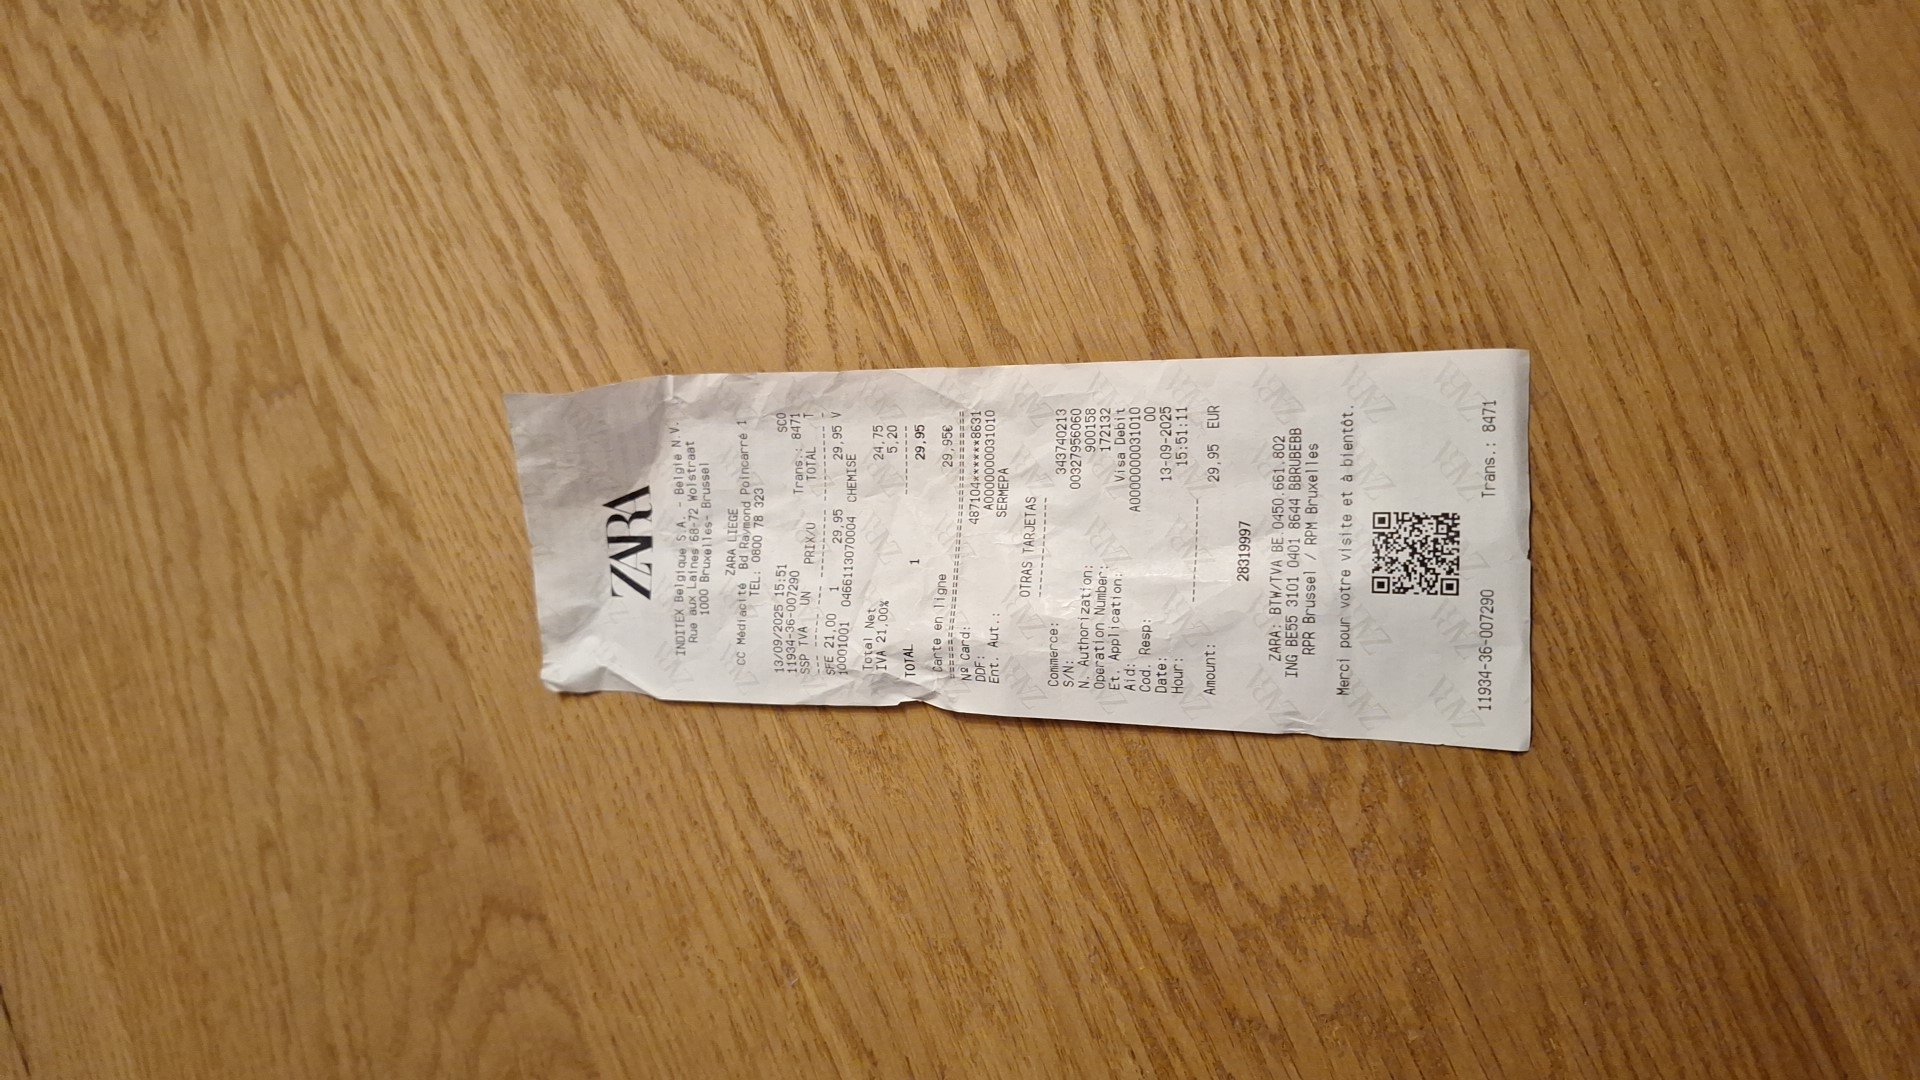 ZARA
INDITEX Belgique S.A. - Belgie N.V.
Rue aux Laines 68-72 Wolstraat
1000 Bruxelles- Brussel
ZARA LIEGE
CC Médiacité Bd Raymond Poincarré 1
TEL: 0800 78 323
13/09/2025 15:51 SCO
11934-36-007290 Trans.: 8471
SSP TVA UN PRIX/U TOTAL T
SFE 21,00 1 29,95 29,95 V
10001001 0466113070004 CHEMISE
Total Net 24,75
IVA 21,00% 5,20
TOTAL 1 29,95
Carte en ligne 29,95€
Nº Card: 487104******8631
DDF: A0000000031010
Ent. Aut.: SERMEPA
OTRAS TARJETAS
Commerce: 343740213
S/N: 00327956060
N. Authorization: 900158
Operation Number: 172132
Et. Application: Visa Debit
Aid: A0000000031010
Cod. Resp: 00
Date: 13-09-2025
Hour: 15:51:11
Amount: 29,95 EUR
28319997
ZARA: BTW/TVA BE.0450.661.802
ING BE55 3101 0401 8644 BBRUBEBB
RPR Brussel / RPM Bruxelles
Merci pour votre visite et à bientôt.
11934-36-007290 Trans.: 8471